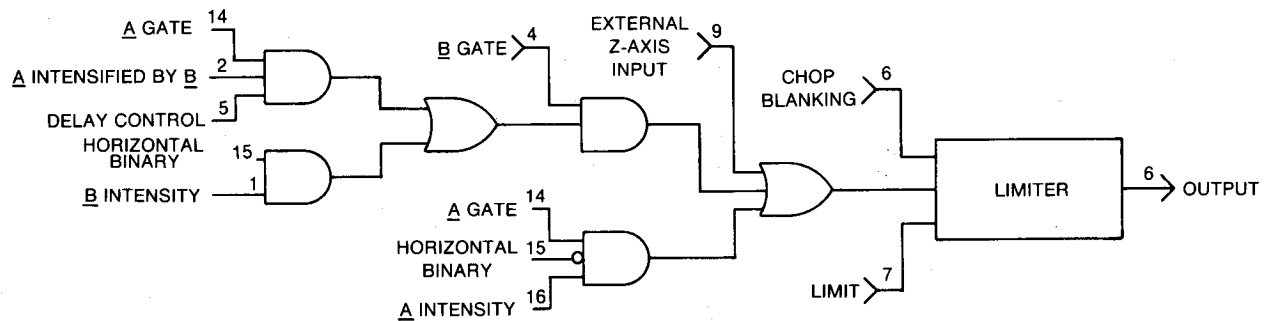 A GATE 14
A INTENSIFIED BY B 2
DELAY CONTROL 5
HORIZONTAL
BINARY 15
B INTENSITY 1
B GATE 4
EXTERNAL
Z-AXIS
INPUT 9
A GATE 14
HORIZONTAL
BINARY 15
A INTENSITY 16
CHOP
BLANKING 6
LIMITER
LIMIT 7
6 OUTPUT